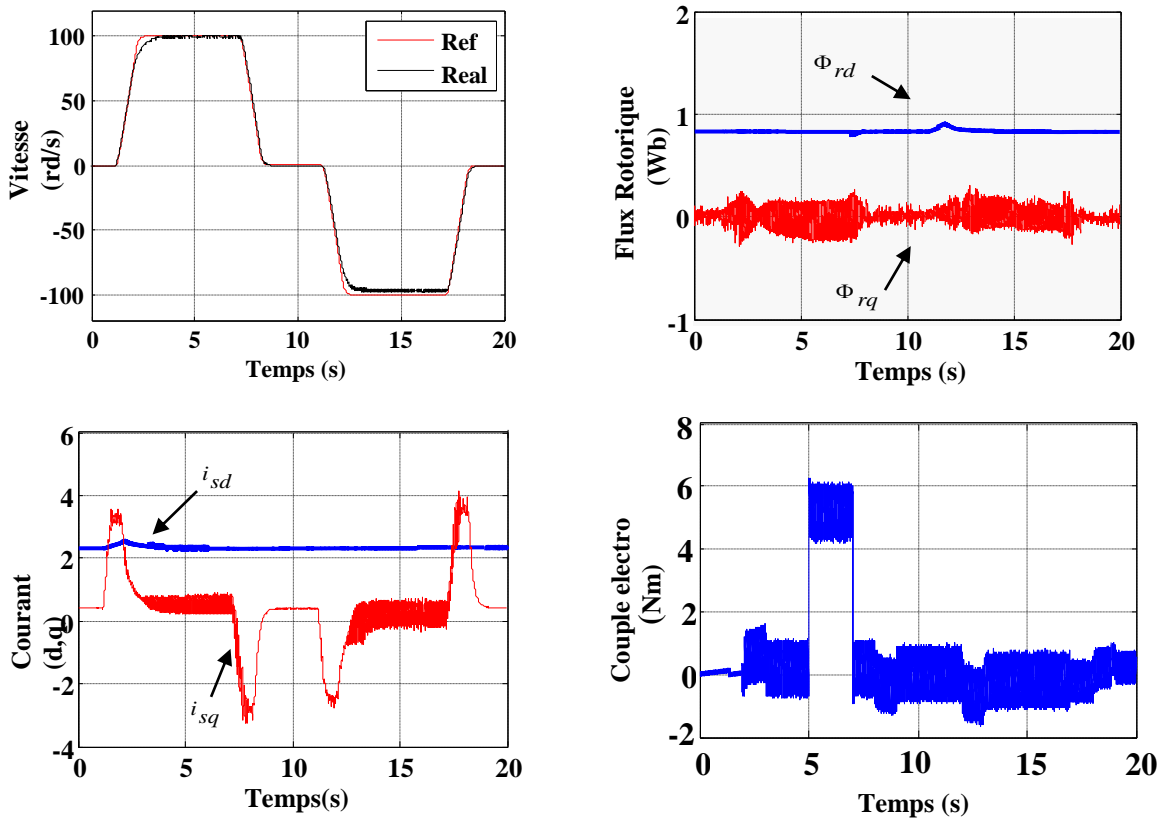 Vitesse
(rd/s)
100
50
0
-50
-100
Ref
Real
0
5
10
15
20
Temps (s)
Flux Rotorique
(Wb)
2
1
0
-1
Φrd
Φrq
0
5
10
15
20
Temps (s)
Courant
(d,q)
6
4
2
0
-2
-4
isd
isq
5
10
15
20
Temps(s)
Couple electro
(Nm)
8
6
4
2
0
-2
0
5
10
15
20
Temps (s)